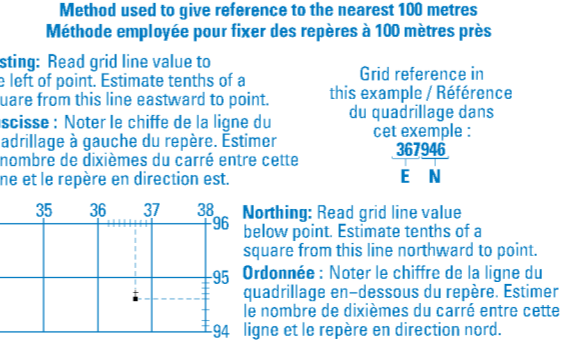 Method used to give reference to the nearest 100 metres
Méthode employée pour fixer des repères à 100 mètres près
sting: Read grid line value to
e left of point. Estimate tenths of a
uare from this line eastward to point.
scisse : Noter le chiffe de la ligne du
adrillage à gauche du repère. Estimer
nombre de dixièmes du carré entre cette
ne et le repère en direction est.
Grid reference in
this example / Référence
du quadrillage dans
cet exemple :
367946
E N
35 36 37 38
96
95
94
Northing: Read grid line value
below point. Estimate tenths of a
square from this line northward to point.
Ordonnée : Noter le chiffre de la ligne du
quadrillage en-dessous du repère. Estimer
le nombre de dixièmes du carré entre cette
ligne et le repère en direction nord.